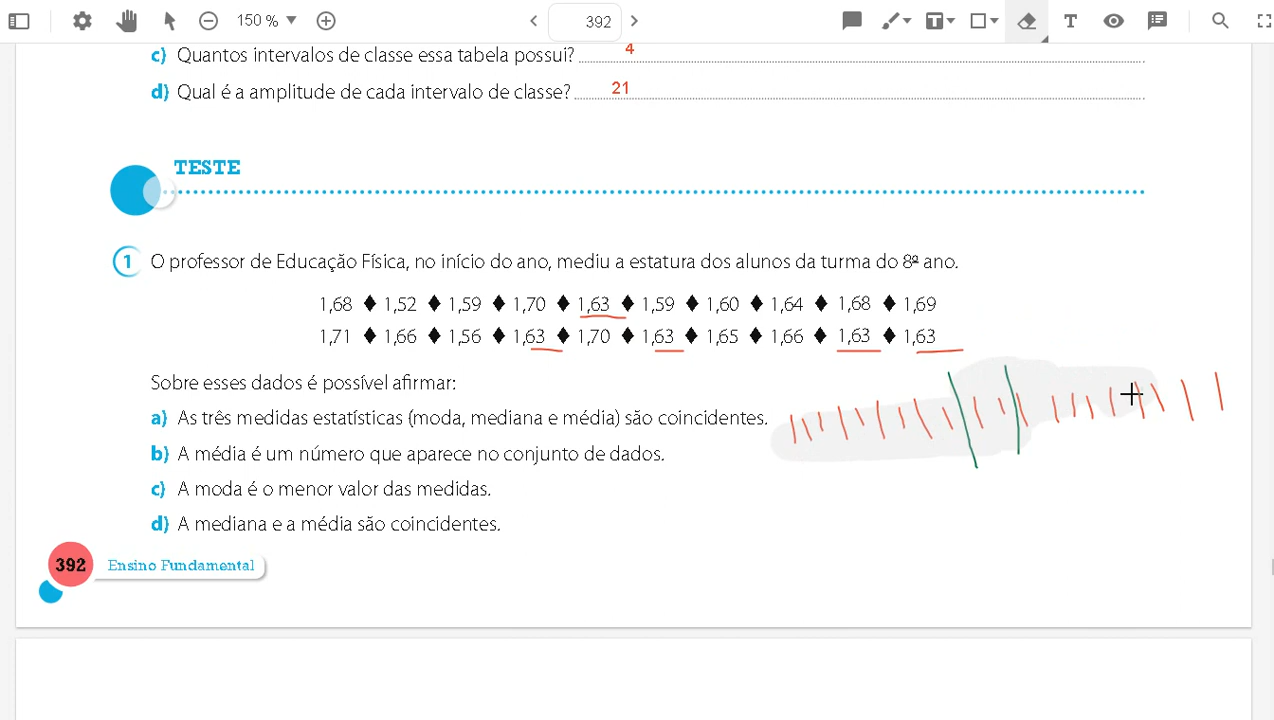 150 %
392
T
T
c) Quantos intervalos de classe essa tabela possui? 4
d) Qual é a amplitude de cada intervalo de classe? 21
TESTE
1 O professor de Educação Física, no início do ano, mediu a estatura dos alunos da turma do 8º ano.
1,68 ♦ 1,52 ♦ 1,59 ♦ 1,70 ♦ 1,63 ♦ 1,59 ♦ 1,60 ♦ 1,64 ♦ 1,68 ♦ 1,69
1,71 ♦ 1,66 ♦ 1,56 ♦ 1,63 ♦ 1,70 ♦ 1,63 ♦ 1,65 ♦ 1,66 ♦ 1,63 ♦ 1,63
Sobre esses dados é possível afirmar:
a) As três medidas estatísticas (moda, mediana e média) são coincidentes.
b) A média é um número que aparece no conjunto de dados.
c) A moda é o menor valor das medidas.
d) A mediana e a média são coincidentes.
392 Ensino Fundamental